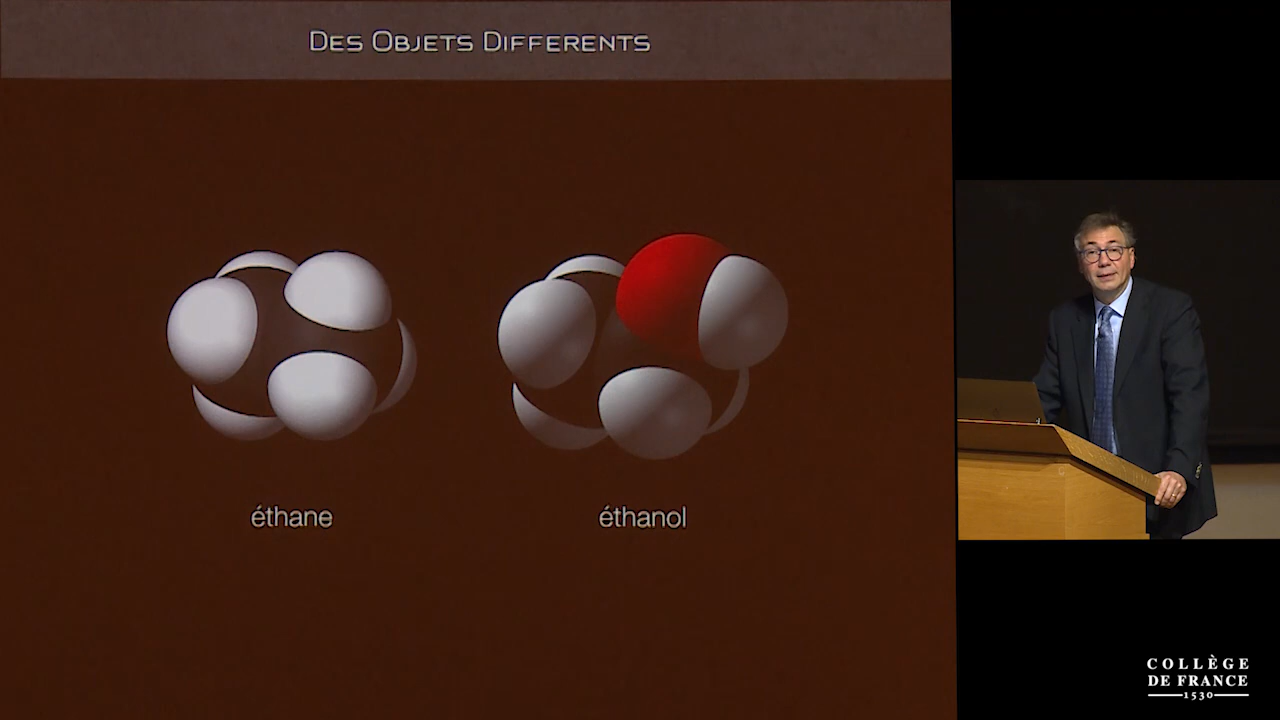 DES OBJETS DIFFERENTS
éthane
éthanol
COLLÈGE
DE FRANCE
1530